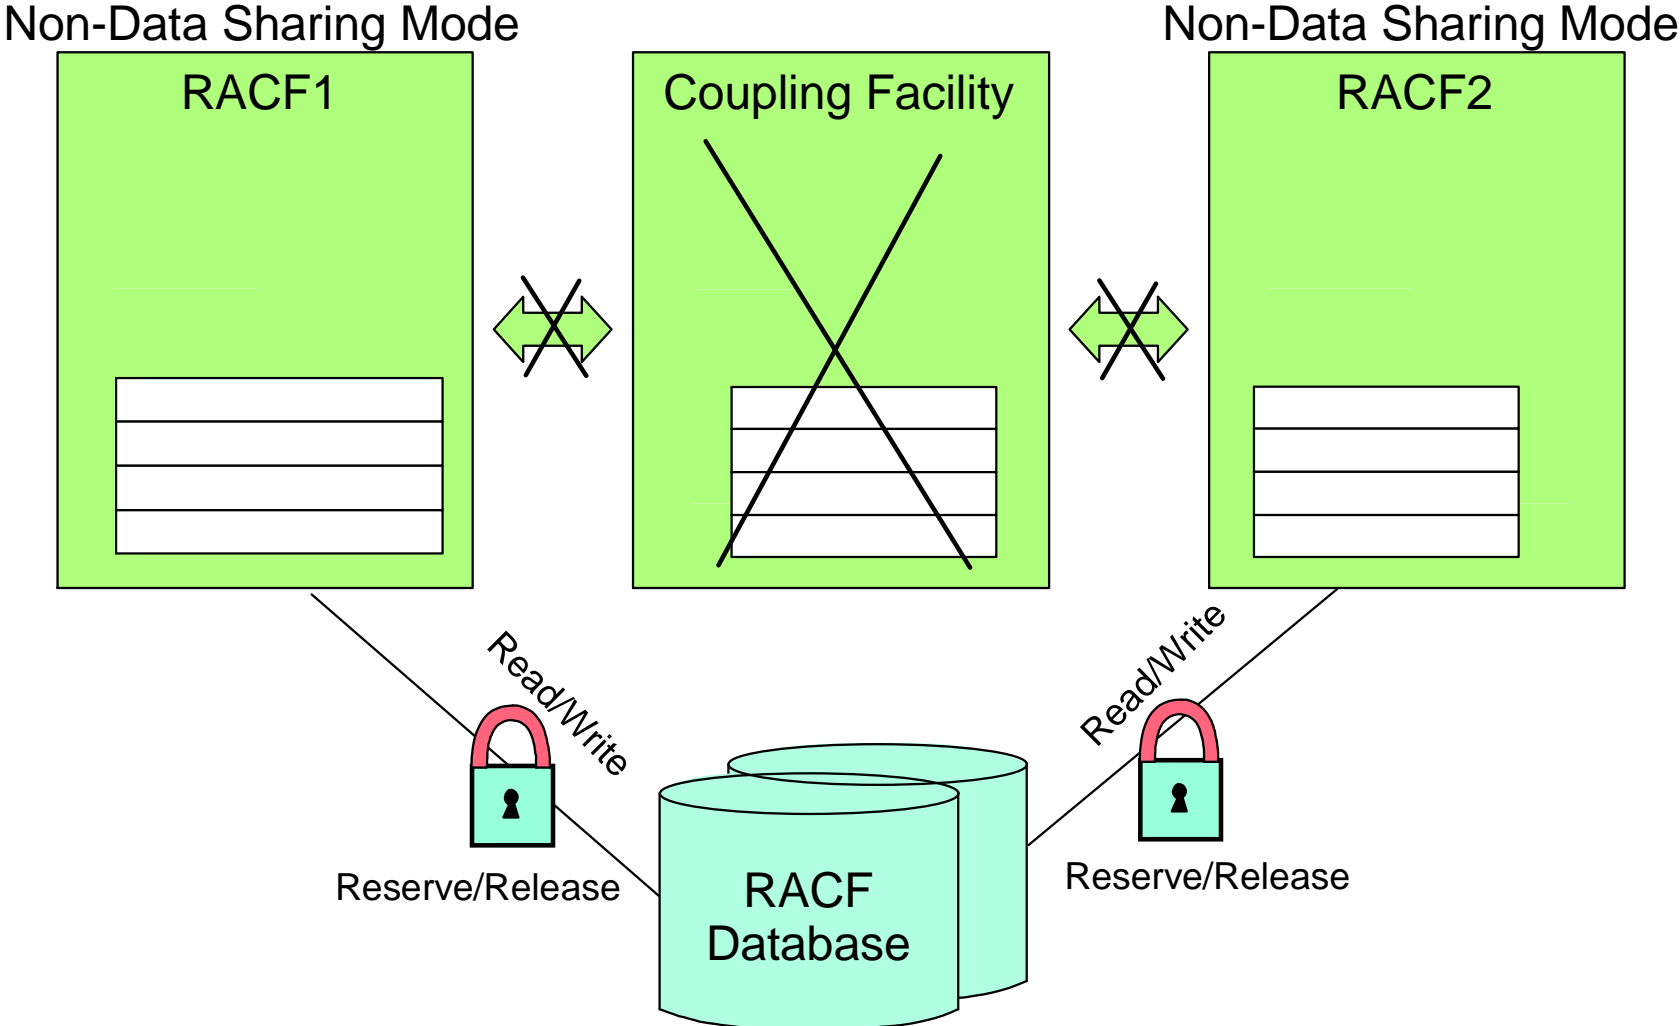 Non-Data Sharing Mode
Non-Data Sharing Mode
RACF1
Coupling Facility
RACF2
Read/Write
Read/Write
Reserve/Release
Reserve/Release
RACF
Database